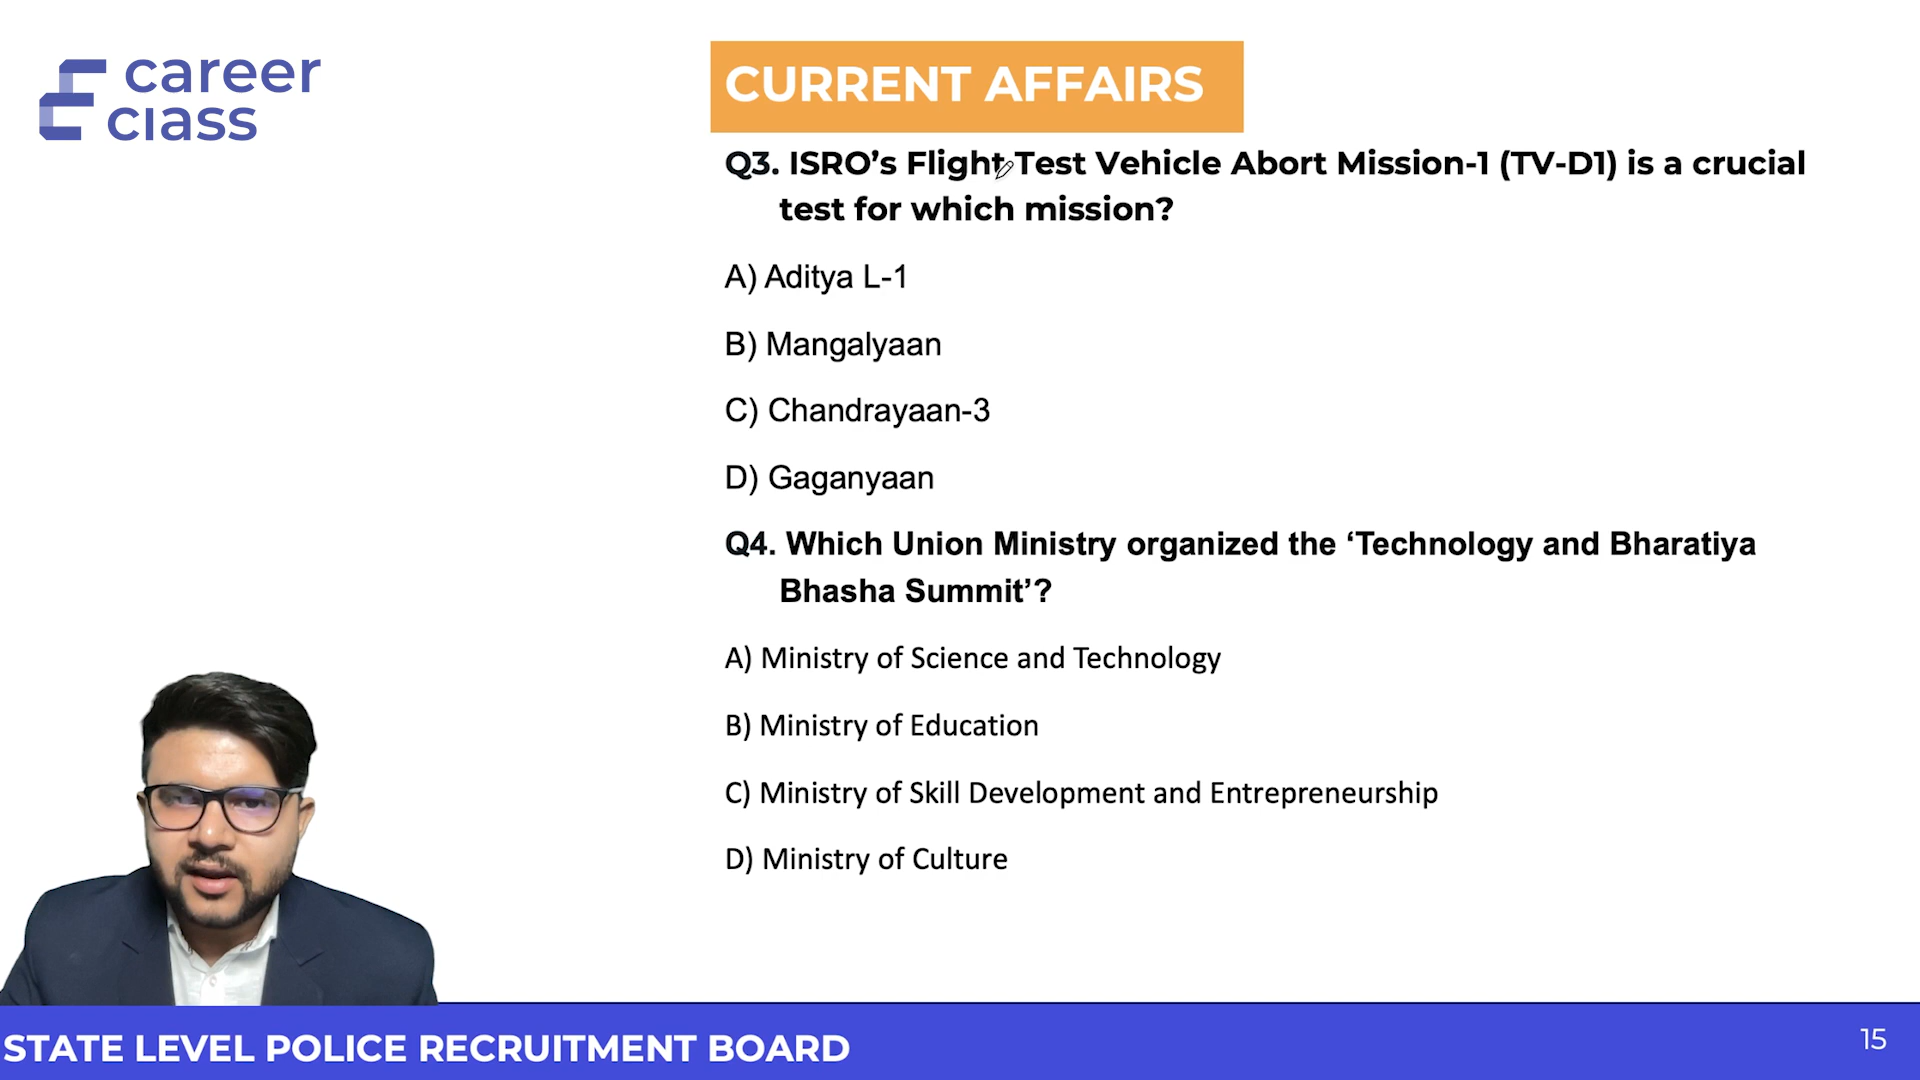 career
class
CURRENT AFFAIRS
Q3. ISRO’s Flight Test Vehicle Abort Mission-1 (TV-D1) is a crucial
test for which mission?
A) Aditya L-1
B) Mangalyaan
C) Chandrayaan-3
D) Gaganyaan
Q4. Which Union Ministry organized the ‘Technology and Bharatiya
Bhasha Summit’?
A) Ministry of Science and Technology
B) Ministry of Education
C) Ministry of Skill Development and Entrepreneurship
D) Ministry of Culture
STATE LEVEL POLICE RECRUITMENT BOARD
15